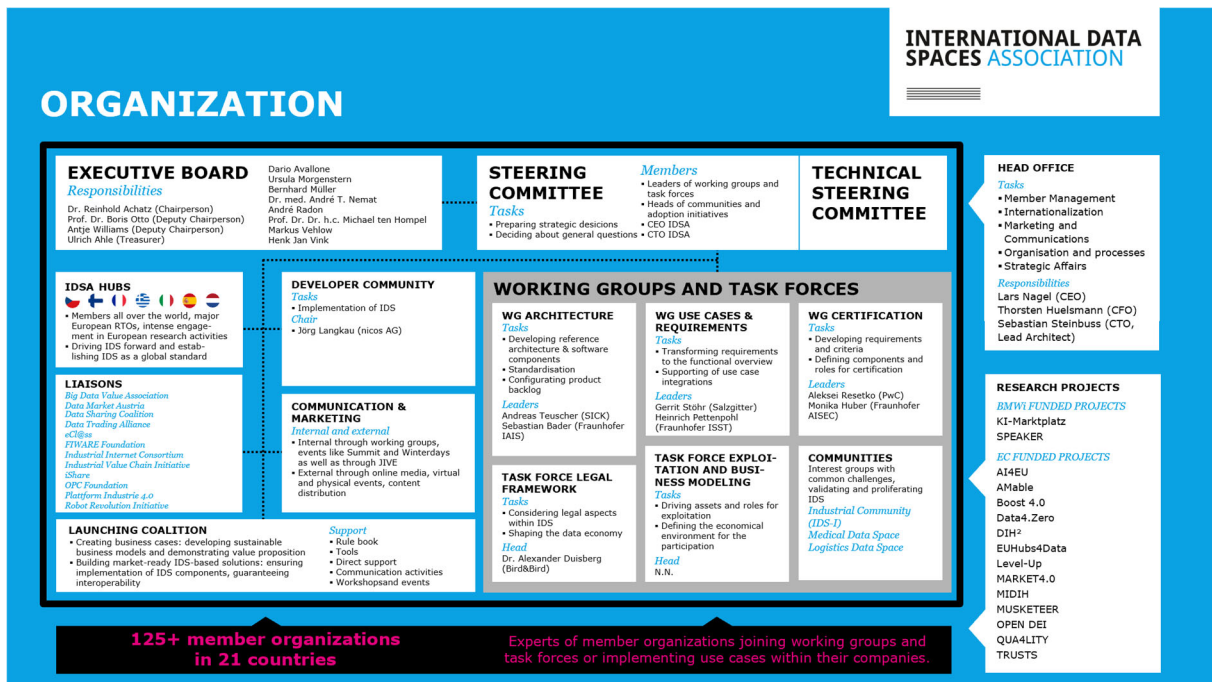 INTERNATIONAL DATA
SPACES ASSOCIATION
ORGANIZATION
EXECUTIVE BOARD
Responsibilities
Dr. Reinhold Achatz (Chairperson)
Prof. Dr. Boris Otto (Deputy Chairperson)
Antje Williams (Deputy Chairperson)
Ulrich Ahle (Treasurer)
Dario Avallone
Ursula Morgenstern
Bernhard Müller
Dr. med. André T. Nemat
André Radon
Prof. Dr. Dr. h.c. Michael ten Hompel
Markus Vehlow
Henk Jan Vink
STEERING
COMMITTEE
Tasks
▪ Preparing strategic desicions
▪ Deciding about general questions
Members
▪ Leaders of working groups and
task forces
▪ Heads of communities and
adoption initiatives
▪ CEO IDSA
▪ CTO IDSA
TECHNICAL
STEERING
COMMITTEE
HEAD OFFICE
Tasks
▪ Member Management
▪ Internationalization
▪ Marketing and
Communications
▪ Organisation and processes
▪ Strategic Affairs
Responsibilities
Lars Nagel (CEO)
Thorsten Huelsmann (CFO)
Sebastian Steinbuss (CTO,
Lead Architect)
IDSA HUBS
▪ Members all over the world, major
European RTOs, intense engage-
ment in European research activities
▪ Driving IDS forward and estab-
lishing IDS as a global standard
LIAISONS
Big Data Value Association
Data Market Austria
Data Sharing Coalition
Data Trading Alliance
eCl@ss
FIWARE Foundation
Industrial Internet Consortium
Industrial Value Chain Initiative
iShare
OPC Foundation
Plattform Industrie 4.0
Robot Revolution Initiative
DEVELOPER COMMUNITY
Tasks
▪ Implementation of IDS
Chair
▪ Jörg Langkau (nicos AG)
COMMUNICATION &
MARKETING
Internal and external
▪ Internal through working groups,
events like Summit and Winterdays
as well as through JIVE
▪ External through online media, virtual
and physical events, content
distribution
LAUNCHING COALITION
▪ Creating business cases: developing sustainable
business models and demonstrating value proposition
▪ Building market-ready IDS-based solutions: ensuring
implementation of IDS components, guaranteeing
interoperability
Support
▪ Rule book
▪ Tools
▪ Direct support
▪ Communication activities
▪ Workshopsand events
WORKING GROUPS AND TASK FORCES
WG ARCHITECTURE
Tasks
▪ Developing reference
architecture & software
components
▪ Standardisation
▪ Configurating product
backlog
Leaders
Andreas Teuscher (SICK)
Sebastian Bader (Fraunhofer
IAIS)
WG USE CASES &
REQUIREMENTS
Tasks
▪ Transforming requirements
to the functional overview
▪ Supporting of use case
integrations
Leaders
Gerrit Stöhr (Salzgitter)
Heinrich Pettenpohl
(Fraunhofer ISST)
WG CERTIFICATION
Tasks
▪ Developing requirements
and criteria
▪ Defining components and
roles for certification
Leaders
Aleksei Resetko (PwC)
Monika Huber (Fraunhofer
AISEC)
TASK FORCE LEGAL
FRAMEWORK
Tasks
▪ Considering legal aspects
within IDS
▪ Shaping the data economy
Head
Dr. Alexander Duisberg
(Bird&Bird)
TASK FORCE EXPLOI-
TATION AND BUSI-
NESS MODELING
Tasks
▪ Driving assets and roles for
exploitation
▪ Defining the economical
environment for the
participation
Head
N.N.
COMMUNITIES
Interest groups with
common challenges,
validating and proliferating
IDS
Industrial Community
(IDS-I)
Medical Data Space
Logistics Data Space
RESEARCH PROJECTS
BMWi FUNDED PROJECTS
KI-Marktplatz
SPEAKER
EC FUNDED PROJECTS
AI4EU
AMable
Boost 4.0
Data4.Zero
DIH²
EUHubs4Data
Level-Up
MARKET4.0
MIDIH
MUSKETEER
OPEN DEI
QUA4LITY
TRUSTS
125+ member organizations
in 21 countries
Experts of member organizations joining working groups and
task forces or implementing use cases within their companies.